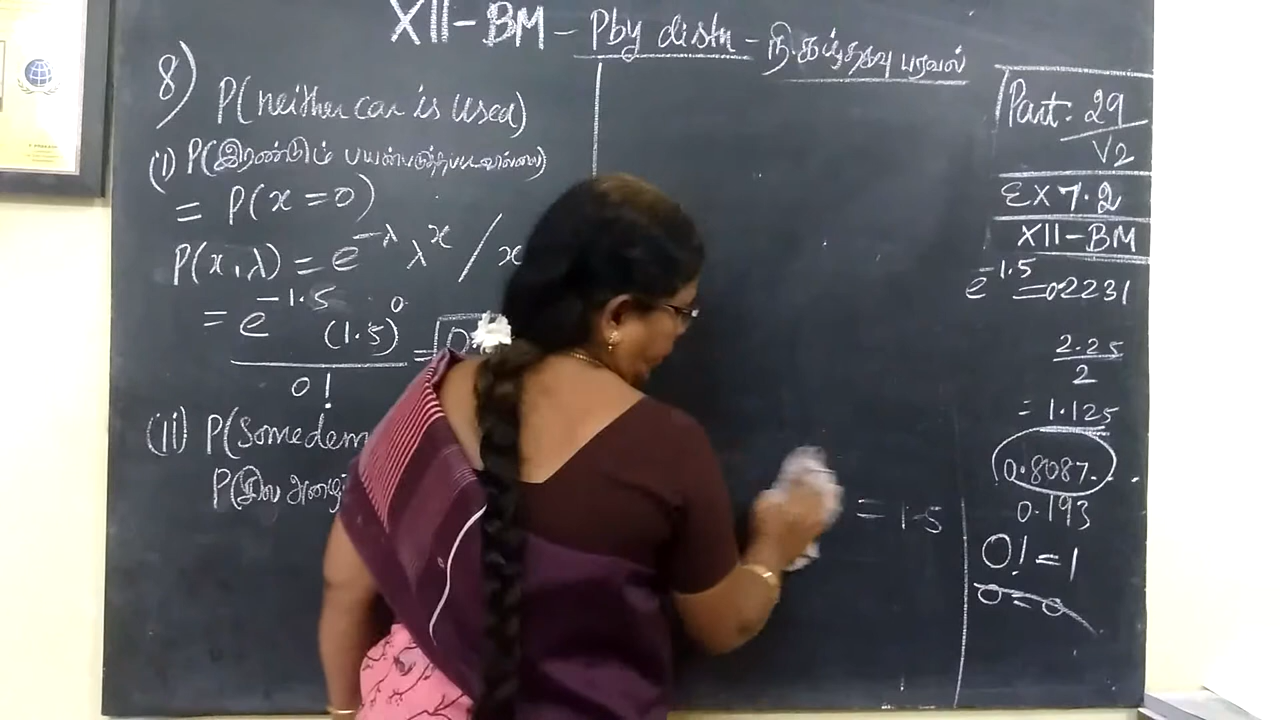 XII-BM - Pby distn - நிகழ்தகவு பரவல்
8) P(neither car is used)
(i) P(இரண்டும் பயன்படுத்தப்படவில்லை)
= P(x=0)
P(x,λ) = e^-λ λ^x / x
= e^-1.5 (1.5)^0
0!
(ii) P(Some dem
P(சில
= 1.5
Part. 29
V2
EX 7.2
XII-BM
e^-1.5 = 0.2231
2.25
2
= 1.125
0.8087
0.193
0! = 1
0 = 0